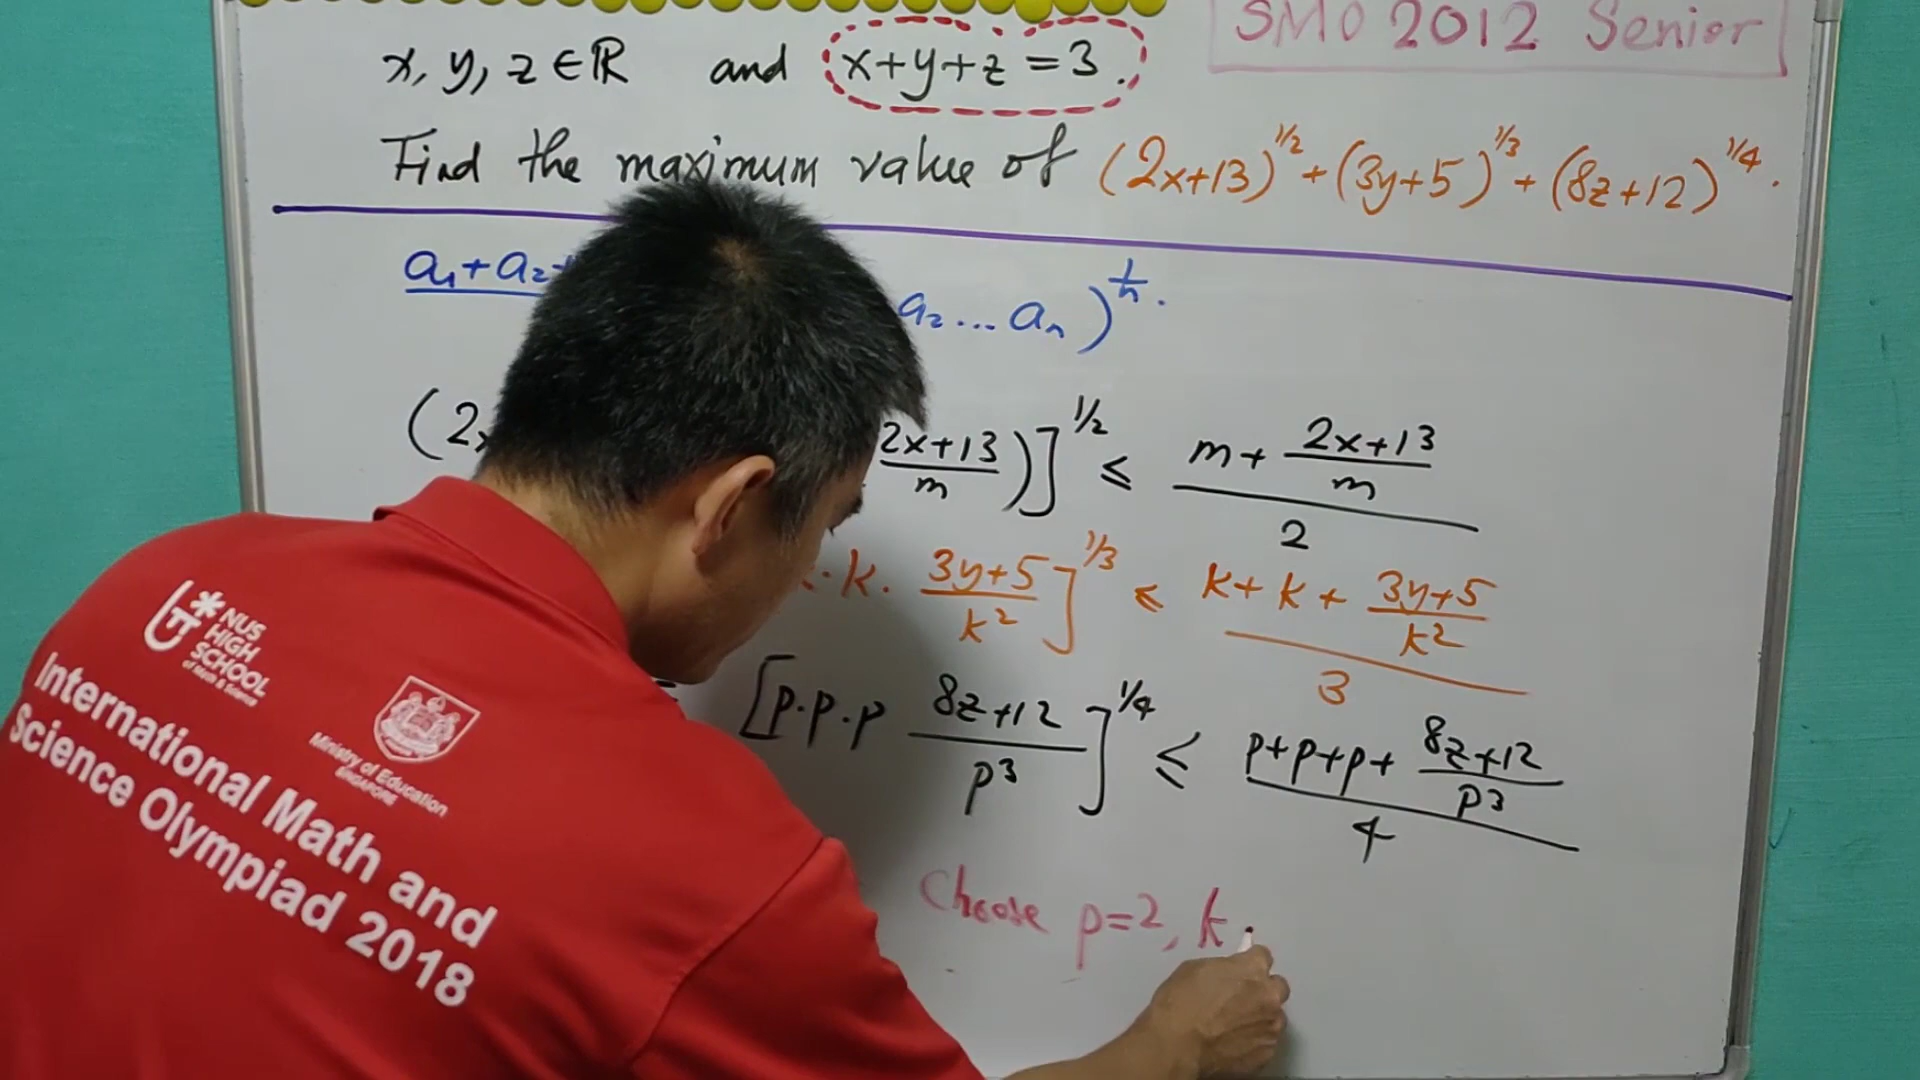 SMO 2012 Senior
x, y, z ∈ ℝ and x+y+z = 3.
Find the maximum value of (2x+13)^{1/2} + (3y+5)^{1/3} + (8z+12)^{1/4}.
a₁+a₂+ a₂ ... aₙ)^{1/n}.
(2x 2x+13/m)]^{1/2} ≤ (m + (2x+13)/m)/2
·k· (3y+5)/k²]^{1/3} ≤ (k+k+ (3y+5)/k²)/3
[p·p·p (8z+12)/p³]^{1/4} ≤ (p+p+p+ (8z+12)/p³)/4
Choose p=2, k
NUS
HIGH
SCHOOL
of Math & Science
Ministry of Education
SINGAPORE
International Math and
Science Olympiad 2018